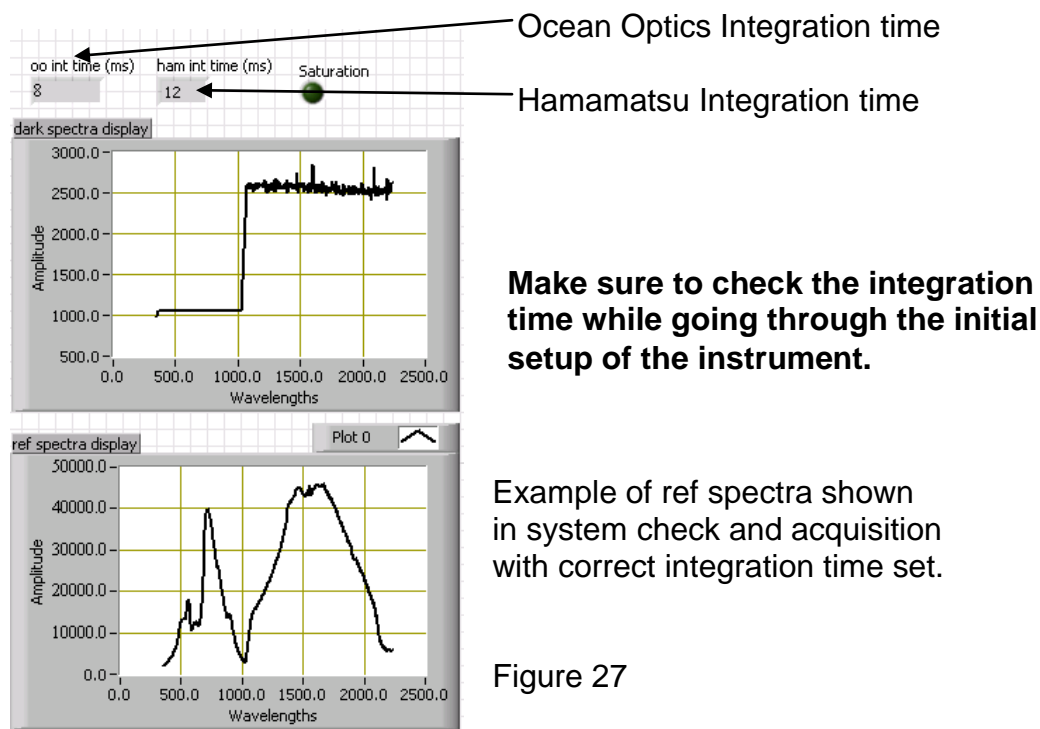 Ocean Optics Integration time
oo int time (ms) ham int time (ms) Saturation
8 12
Hamamatsu Integration time
dark spectra display
3000.0
2500.0
2000.0
1500.0
1000.0
500.0
Amplitude
0.0 500.0 1000.0 1500.0 2000.0 2500.0
Wavelengths
Make sure to check the integration
time while going through the initial
setup of the instrument.
ref spectra display Plot 0
50000.0
40000.0
30000.0
20000.0
10000.0
0.0
Amplitude
0.0 500.0 1000.0 1500.0 2000.0 2500.0
Wavelengths
Example of ref spectra shown
in system check and acquisition
with correct integration time set.
Figure 27